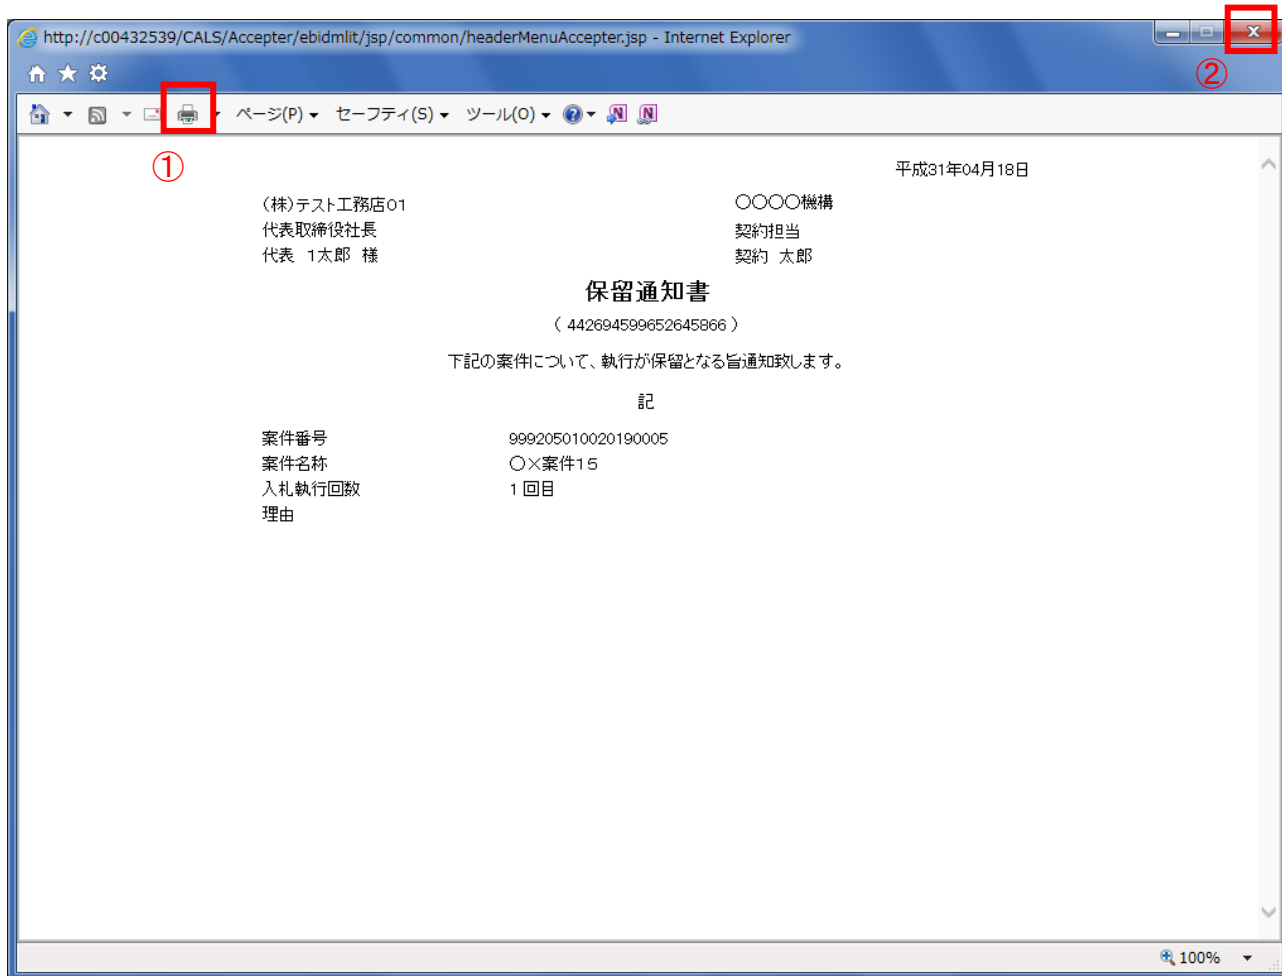 http://c00432539/CALS/Accepter/ebidmlit/jsp/common/headerMenuAccepter.jsp - Internet Explorer
②
ページ(P) セーフティ(S) ツール(O)
①
平成31年04月18日
(株)テスト工務店01
代表取締役社長
代表 1太郎 様
〇〇〇〇機構
契約担当
契約 太郎
保留通知書
( 442694599652645866 )
下記の案件について、執行が保留となる旨通知致します。
記
案件番号 999205010020190005
案件名称 〇×案件15
入札執行回数 1回目
理由
100%